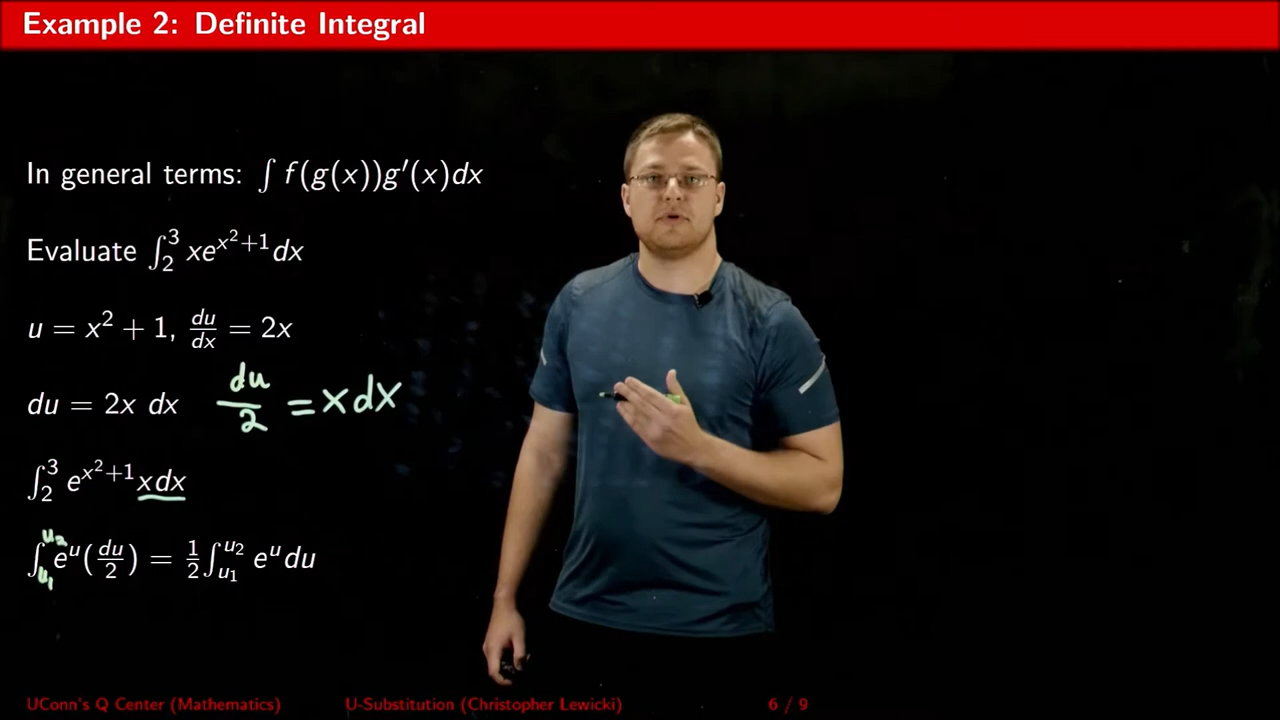 Example 2: Definite Integral
In general terms: ∫ f(g(x))g′(x)dx
Evaluate ∫₂³ xe^{x²+1}dx
u = x² + 1, du/dx = 2x
du = 2x dx du/2 = x dx
∫₂³ e^{x²+1}xdx
∫_{u₁}^{u₂} e^u(du/2) = 1/2 ∫_{u₁}^{u₂} e^u du
UConn's Q Center (Mathematics) U-Substitution (Christopher Lewicki) 6 / 9